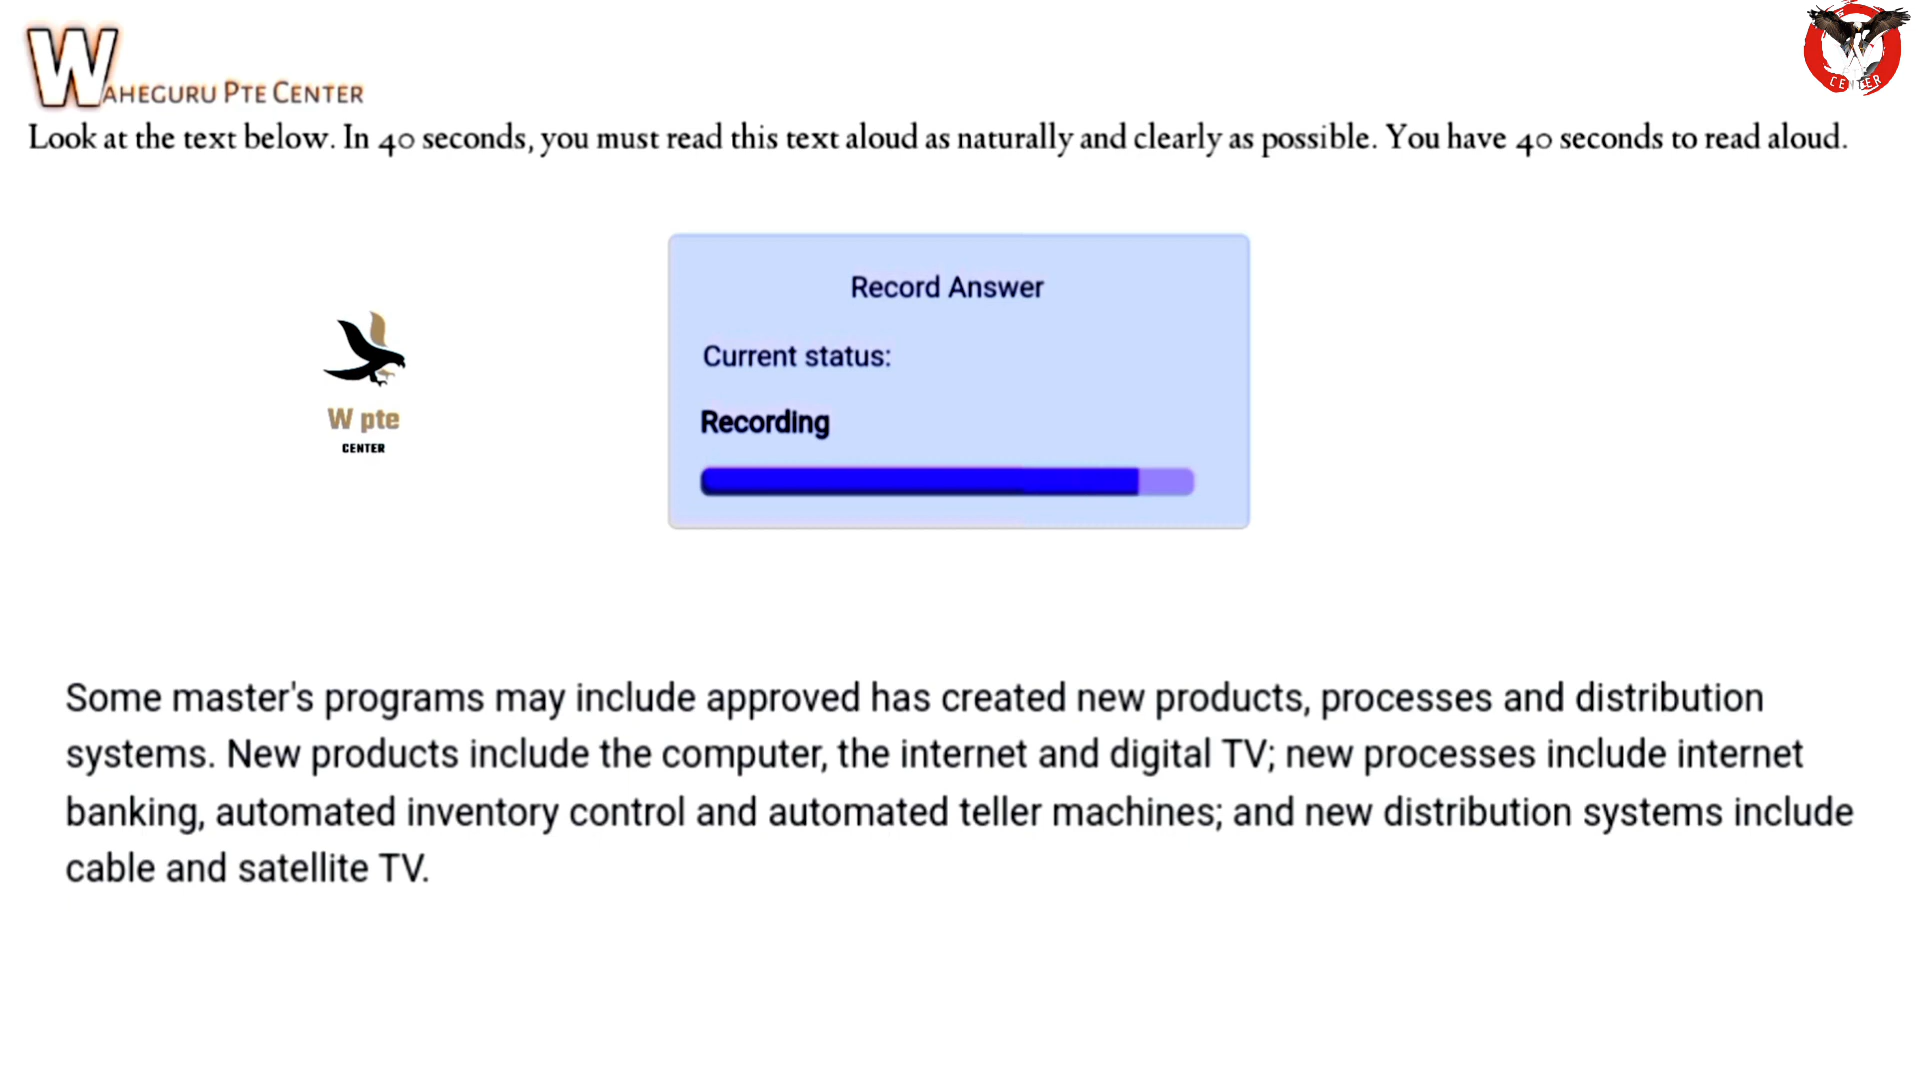 WAHEGURU PTE CENTER
CENTER
Look at the text below. In 40 seconds, you must read this text aloud as naturally and clearly as possible. You have 40 seconds to read aloud.
Record Answer
Current status:
Recording
W pte
CENTER
Some master's programs may include approved has created new products, processes and distribution
systems. New products include the computer, the internet and digital TV; new processes include internet
banking, automated inventory control and automated teller machines; and new distribution systems include
cable and satellite TV.